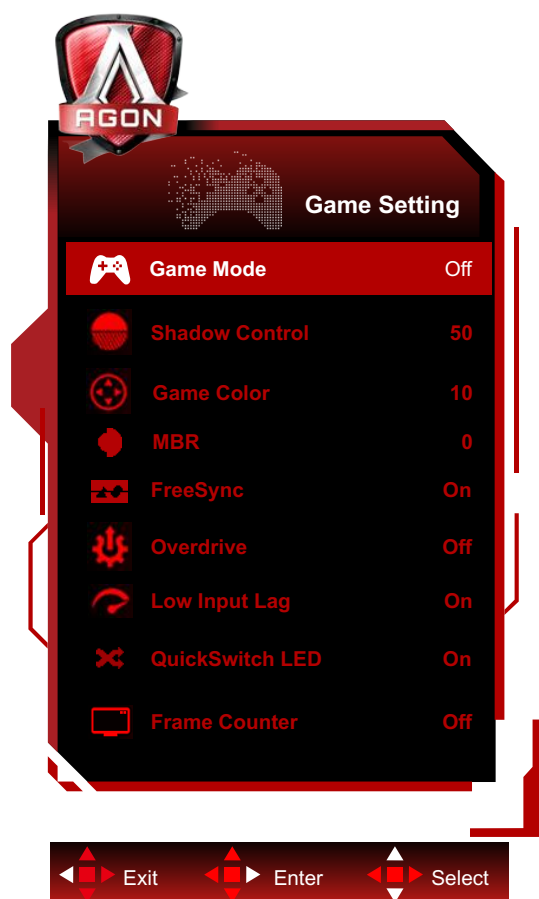 AGON
Game Setting
Game Mode Off
Shadow Control 50
Game Color 10
MBR 0
FreeSync On
Overdrive Off
Low Input Lag On
QuickSwitch LED On
Frame Counter Off
Exit Enter Select